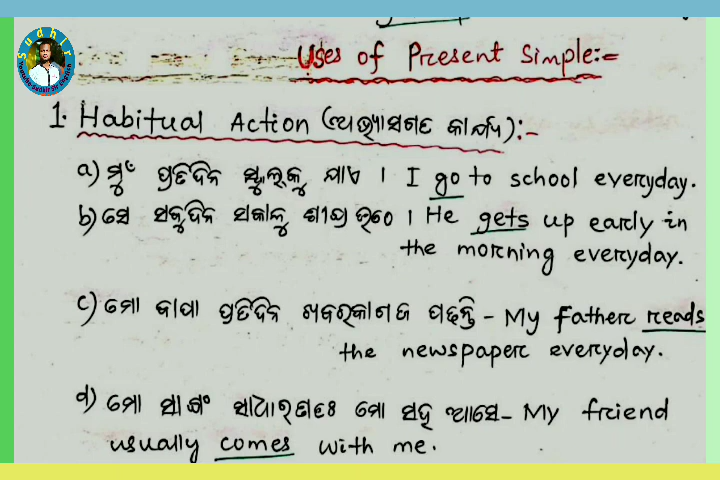 Sudhir
Uses of Present Simple:-
1. Habitual Action (ଅଭ୍ୟାସଗତ କାର୍ଯ୍ୟ):-
a) ମୁଁ ପ୍ରତିଦିନ ସ୍କୁଲ୍‌କୁ ଯାଏ । I go to school everyday.
b) ସେ ସବୁଦିନ ସକାଳୁ ଶୀଘ୍ର ଉଠେ । He gets up early in
the morning everyday.
c) ମୋ ବାପା ପ୍ରତିଦିନ ଖବରକାଗଜ ପଢନ୍ତି - My father reads
the newspaper everyday.
d) ମୋ ସାଙ୍ଗ ସାଧାରଣତଃ ମୋ ସହ ଆସେ - My friend
usually comes with me.